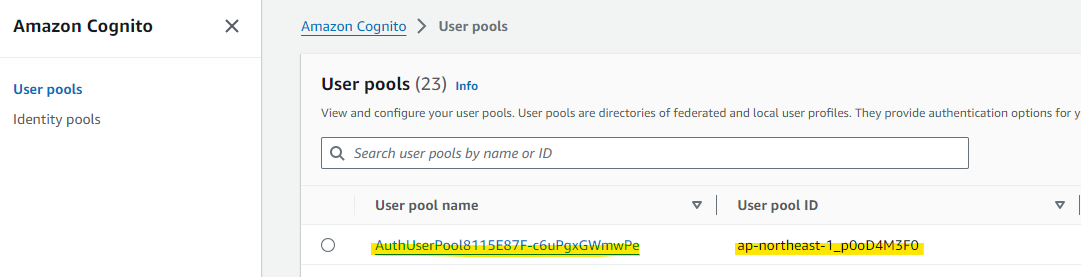 Amazon Cognito
User pools
Identity pools
Amazon Cognito > User pools
User pools (23) Info
View and configure your user pools. User pools are directories of federated and local user profiles. They provide authentication options for y
Search user pools by name or ID
User pool name User pool ID
AuthUserPool8115E87F-c6uPgxGWmwPe ap-northeast-1_p0oD4M3F0